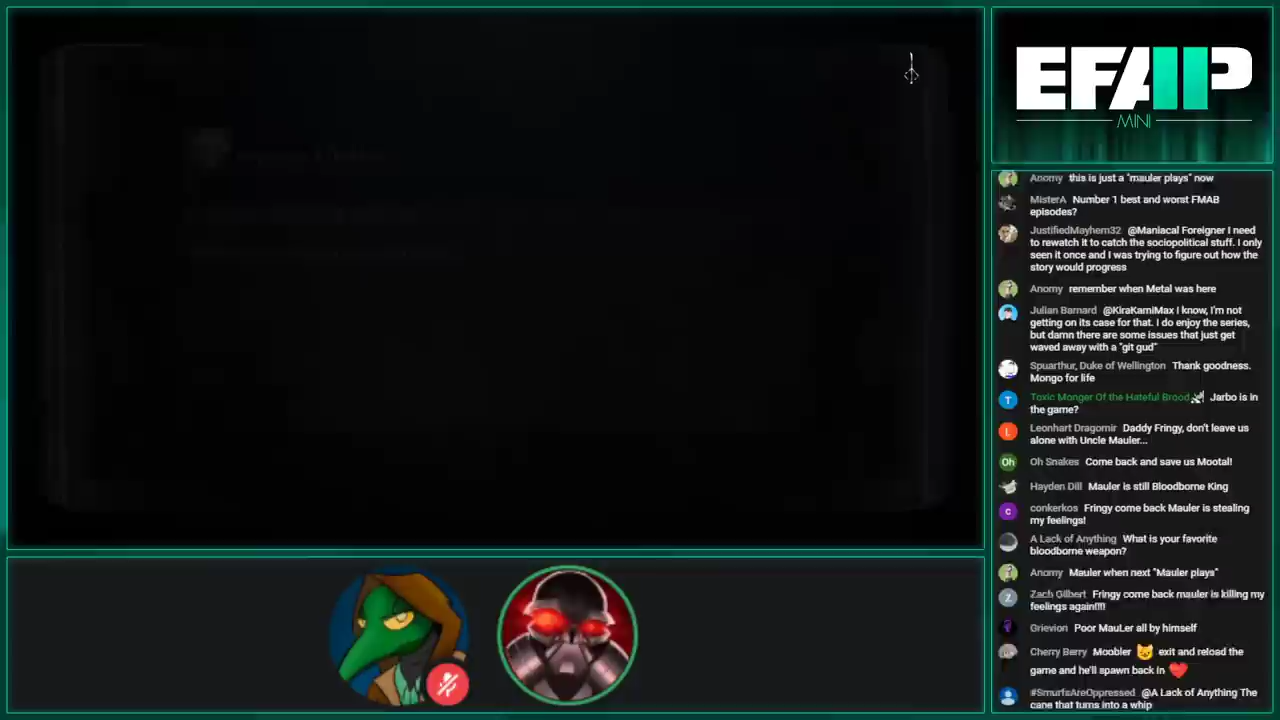 EFAP
MINI
Anomy this is just a "mauler plays" now
MisterA Number 1 best and worst FMAB
episodes?
JustifiedMayhem32 @Maniacal Foreigner I need
to rewatch it to catch the sociopolitical stuff. I only
seen it once and I was trying to figure out how the
story would progress
Anomy remember when Metal was here
Julian Barnard @KiraKamiMax I know, I'm not
getting on its case for that. I do enjoy the series,
but damn there are some issues that just get
waved away with a "git gud"
Spuarthur, Duke of Wellington Thank goodness.
Mongo for life
T
Toxic Monger Of the Hateful Brood Jarbo is in
the game?
L
Leonhart Dragomir Daddy Fringy, don't leave us
alone with Uncle Mauler...
Oh
Oh Snakes Come back and save us Mootal!
Hayden Dill Mauler is still Bloodborne King
c
conkerkos Fringy come back Mauler is stealing
my feelings!
A Lack of Anything What is your favorite
bloodborne weapon?
Anomy Mauler when next "Mauler plays"
Z
Zach Gilbert Fringy come back mauler is killing my
feelings again!!!!
Grievion Poor MauLer all by himself
Cherry Berry Moobler 😺 exit and reload the
game and he'll spawn back in ❤️
#SmurfsAreOppressed @A Lack of Anything The
cane that turns into a whip